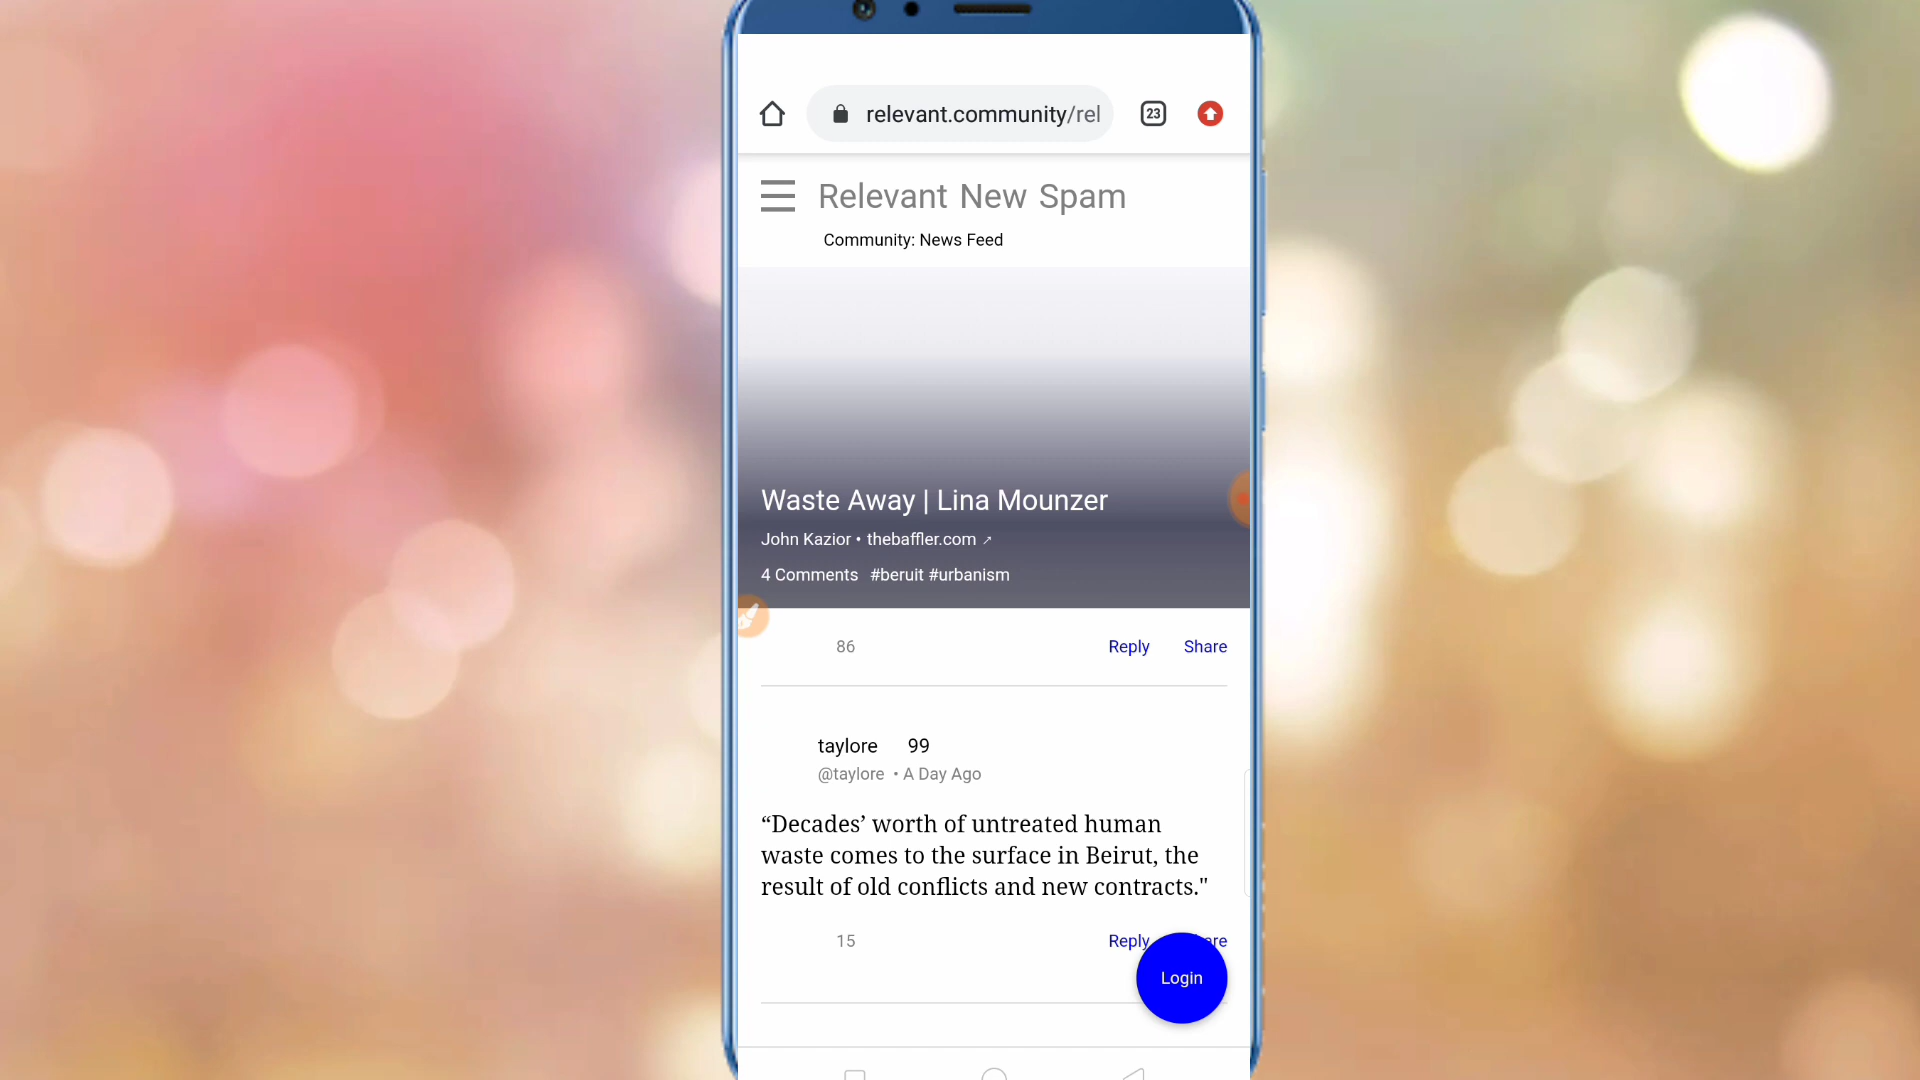 relevant.community/rel
23
Relevant New Spam
Community: News Feed
Waste Away | Lina Mounzer
John Kazior • thebaffler.com ↗
4 Comments #beruit #urbanism
86 Reply Share
taylore 99
@taylore • A Day Ago
“Decades’ worth of untreated human
waste comes to the surface in Beirut, the
result of old conflicts and new contracts."
15 Reply
Login